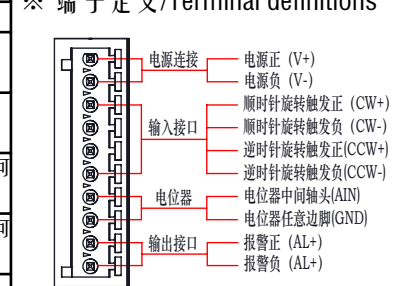 ※ 端子定义/Terminal definitions
电源连接
电源正 (V+)
电源负 (V-)
输入接口
顺时针旋转触发正 (CW+)
顺时针旋转触发负 (CW-)
逆时针旋转触发正(CCW+)
逆时针旋转触发负(CCW-)
电位器
电位器中间轴头(AIN)
电位器任意边脚(GND)
输出接口
报警正 (AL+)
报警负 (AL+)